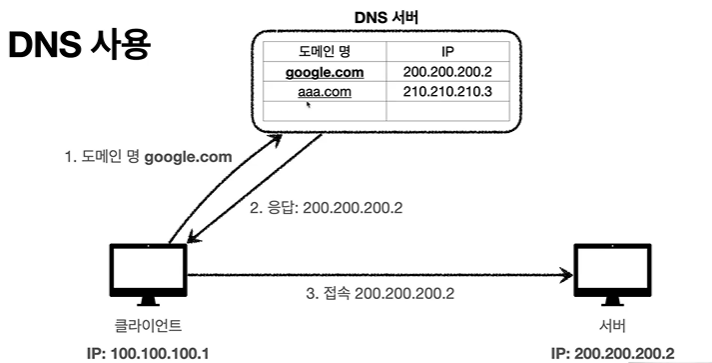 DNS 사용
DNS 서버
도메인 명 IP
google.com 200.200.200.2
aaa.com 210.210.210.3
1. 도메인 명 google.com
2. 응답: 200.200.200.2
3. 접속 200.200.200.2
클라이언트
IP: 100.100.100.1
서버
IP: 200.200.200.2